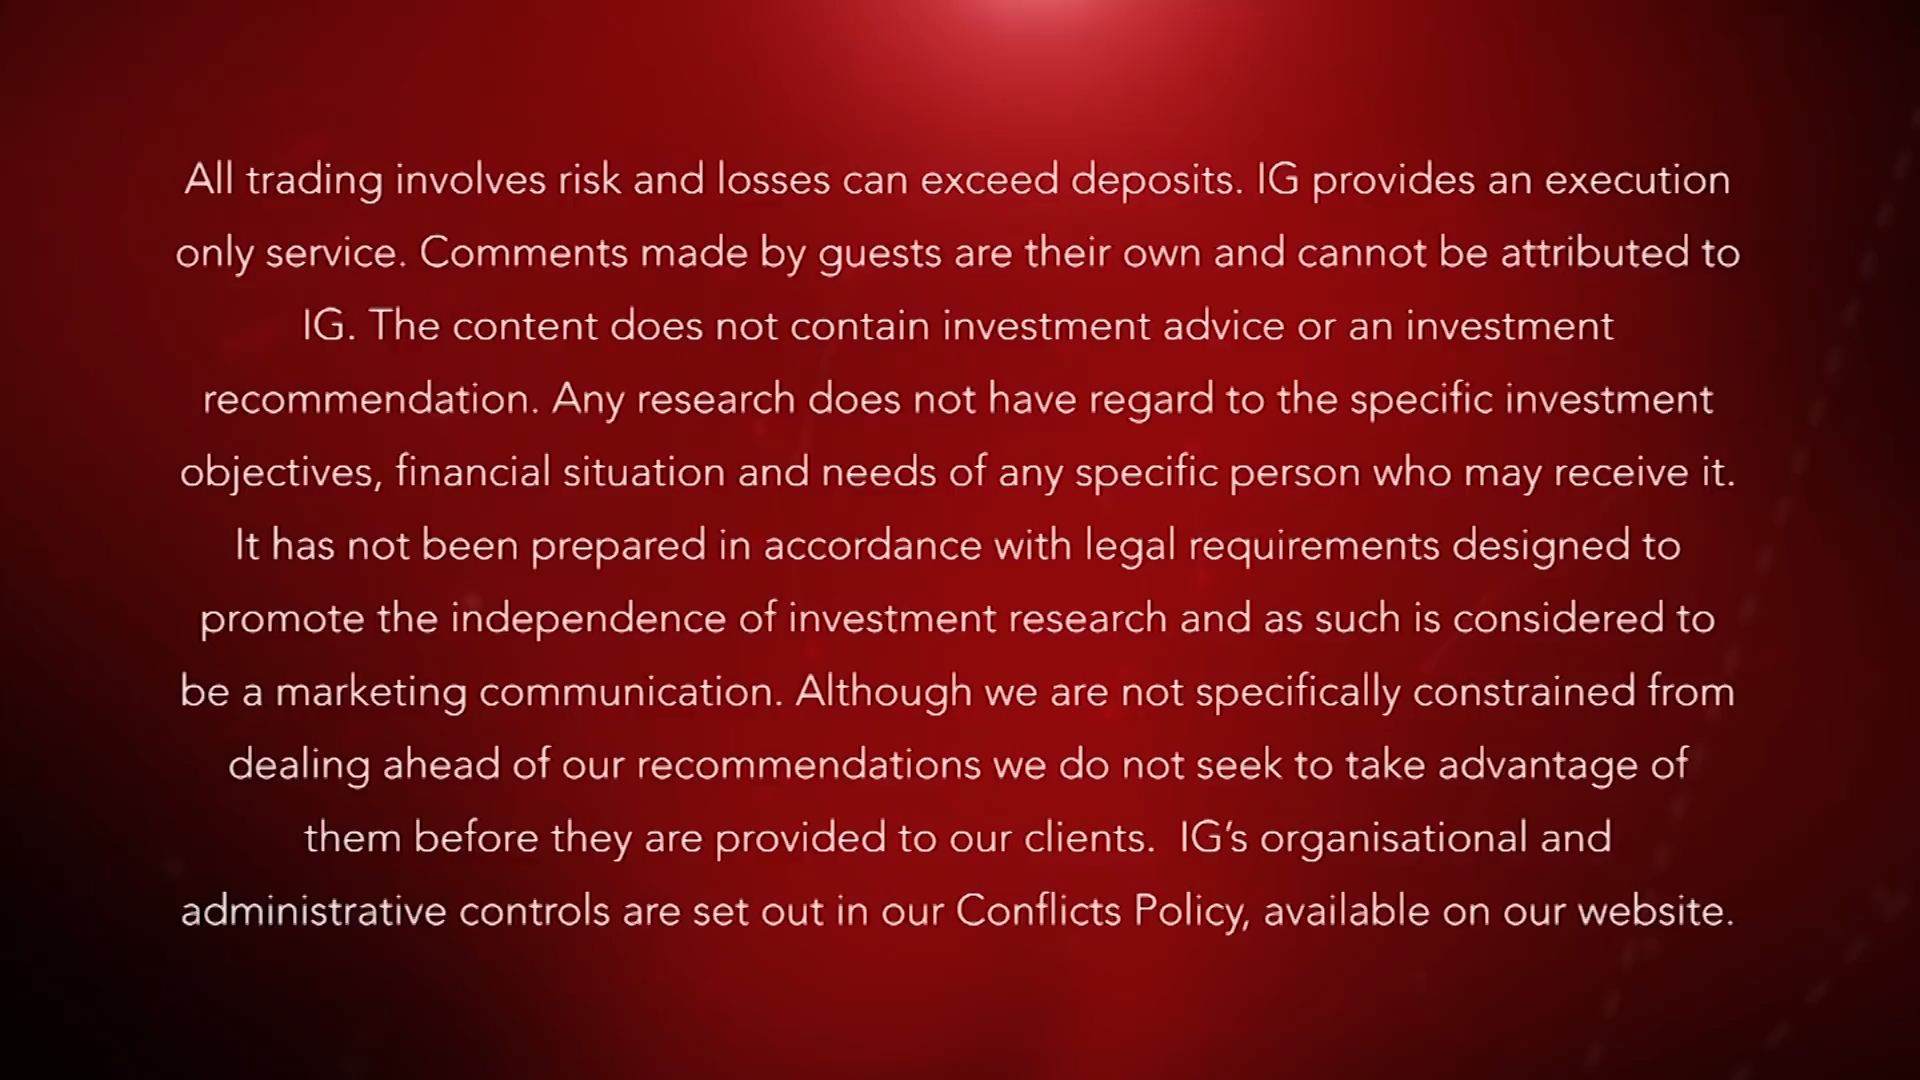 All trading involves risk and losses can exceed deposits. IG provides an execution
only service. Comments made by guests are their own and cannot be attributed to
IG. The content does not contain investment advice or an investment
recommendation. Any research does not have regard to the specific investment
objectives, financial situation and needs of any specific person who may receive it.
It has not been prepared in accordance with legal requirements designed to
promote the independence of investment research and as such is considered to
be a marketing communication. Although we are not specifically constrained from
dealing ahead of our recommendations we do not seek to take advantage of
them before they are provided to our clients.  IG’s organisational and
administrative controls are set out in our Conflicts Policy, available on our website.